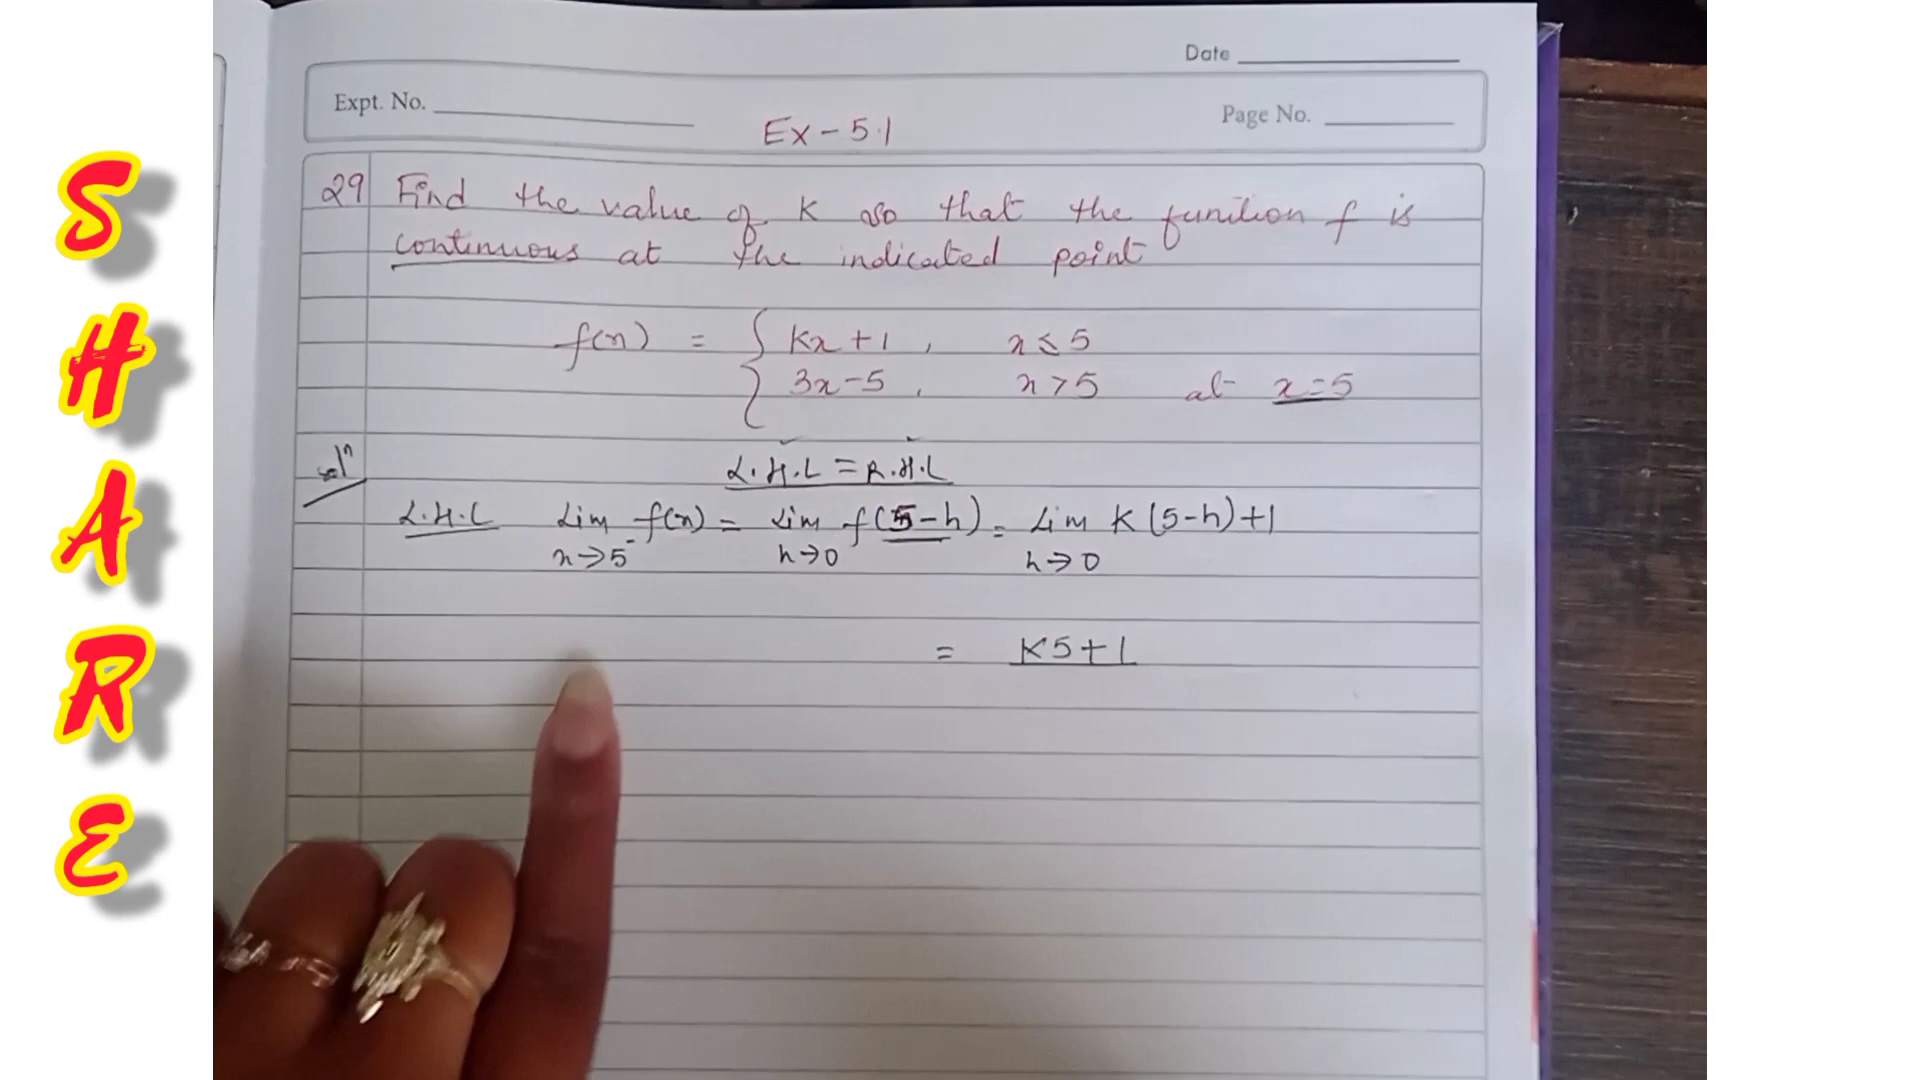 SHARE
Date
Expt. No.
Page No.
Ex - 5.1
29 Find the value of K so that the function f is
continuous at the indicated point
f(x) = { Kx + 1 , x ≤ 5
3x - 5 , x > 5 at x = 5
solⁿ L.H.L = R.H.L
L.H.L Lim f(x) = Lim f(5-h) = Lim K(5-h)+1
x→5⁻ h→0 h→0
= K5+1